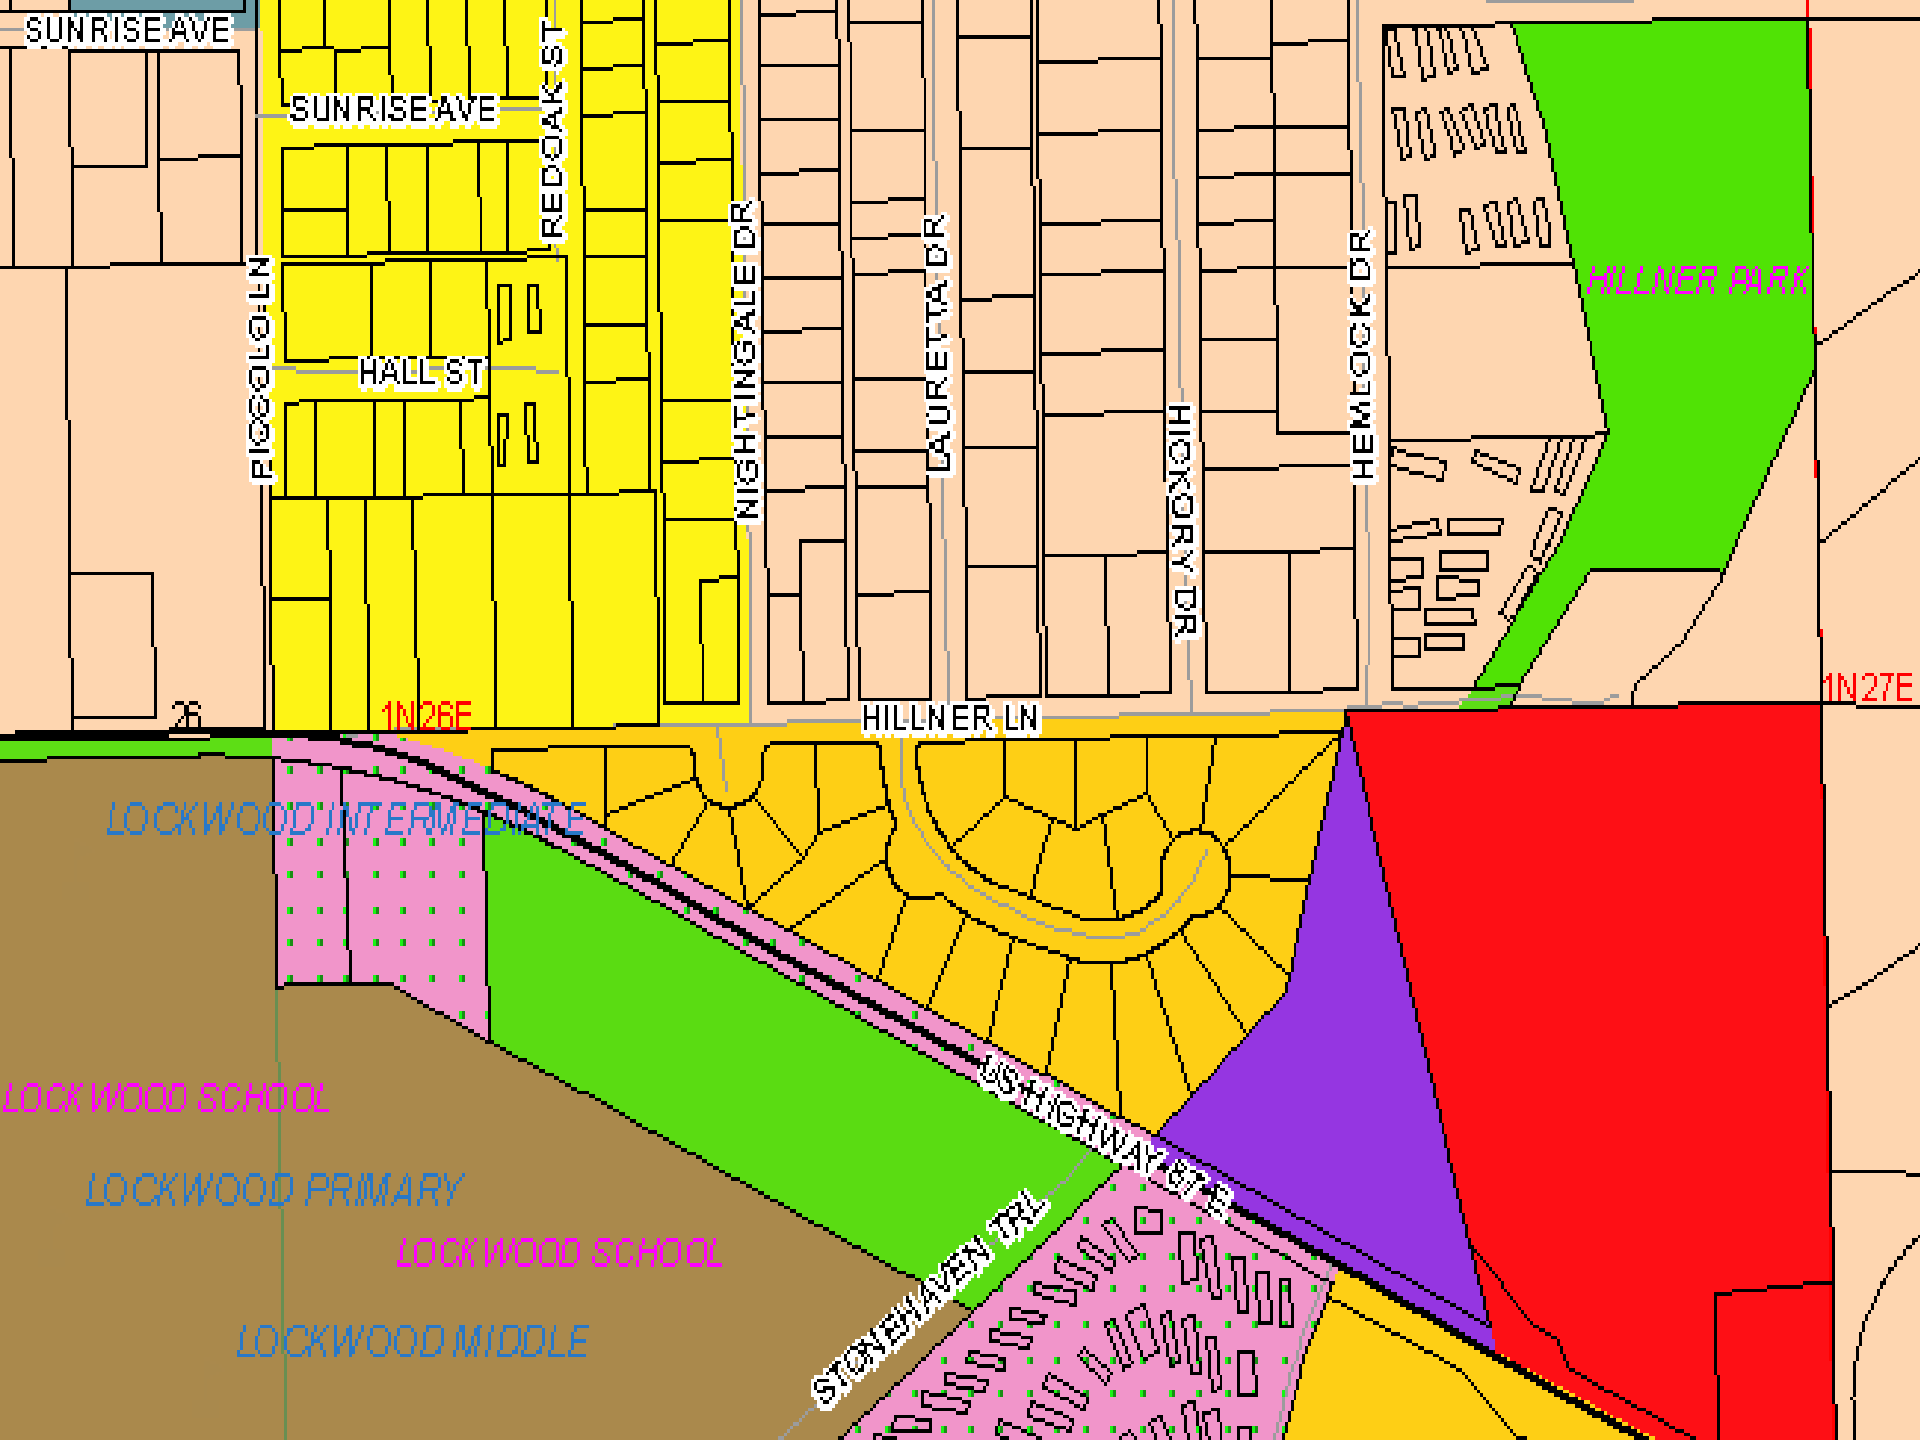 SUNRISE AVE
SUNRISE AVE
REDOAK ST
PICCOLO LN
HALL ST
NIGHTINGALE DR
LAURETTA DR
HICKORY DR
HEMLOCK DR
HILLNER PARK
26
1N26E
HILLNER LN
1N27E
LOCKWOOD INTERMEDIATE
LOCKWOOD SCHOOL
US HIGHWAY 87 E
LOCKWOOD PRIMARY
LOCKWOOD SCHOOL
STONEHAVEN TRL
LOCKWOOD MIDDLE